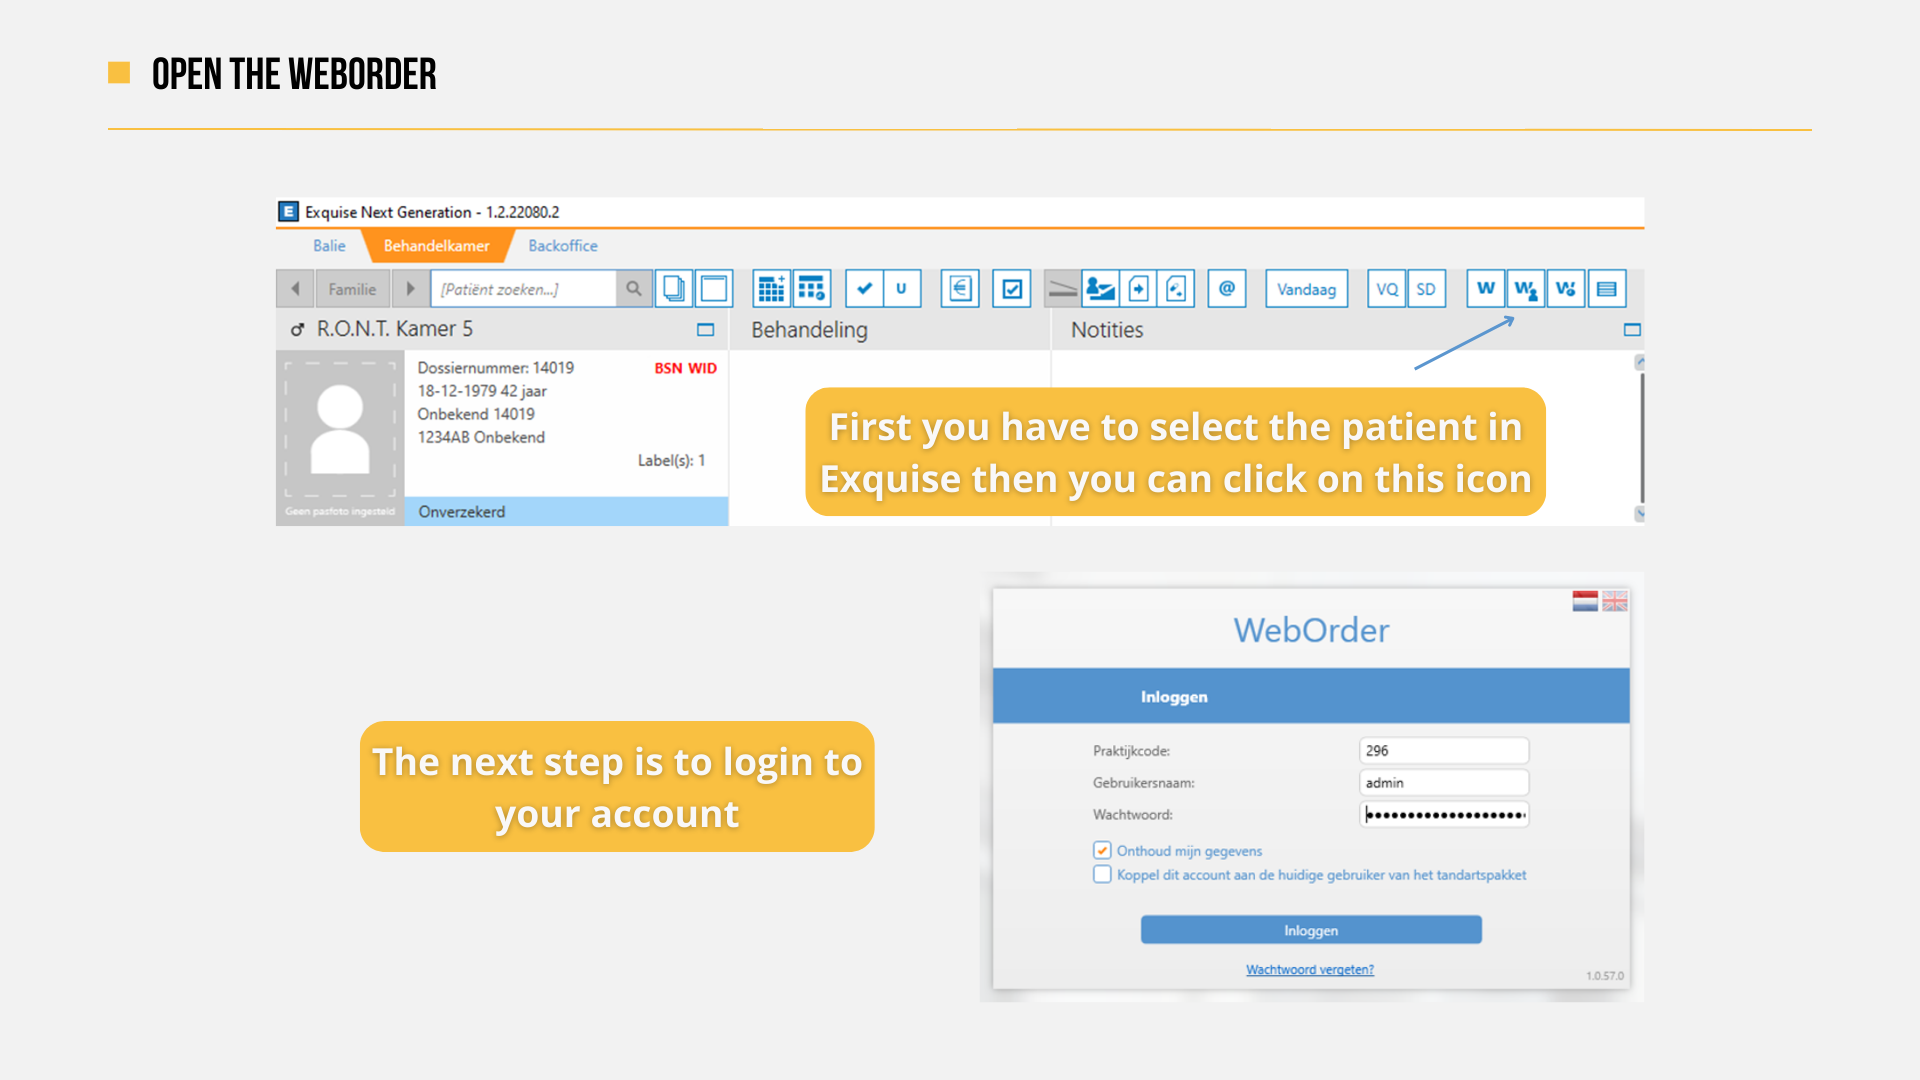 OPEN THE WEBORDER
E Exquise Next Generation - 1.2.22080.2
Balie Behandelkamer Backoffice
Familie [Patiënt zoeken...] U € @ Vandaag VQ SD W W W
R.O.N.T. Kamer 5 Behandeling Notities
Dossiernummer: 14019 BSN WID
18-12-1979 42 jaar
Onbekend 14019
1234AB Onbekend
Label(s): 1
Geen pasfoto ingesteld Onverzekerd
First you have to select the patient in
Exquise then you can click on this icon
The next step is to login to
your account
WebOrder
Inloggen
Praktijkcode: 296
Gebruikersnaam: admin
Wachtwoord:
Onthoud mijn gegevens
Koppel dit account aan de huidige gebruiker van het tandartspakket
Inloggen
Wachtwoord vergeten?
1.0.57.0